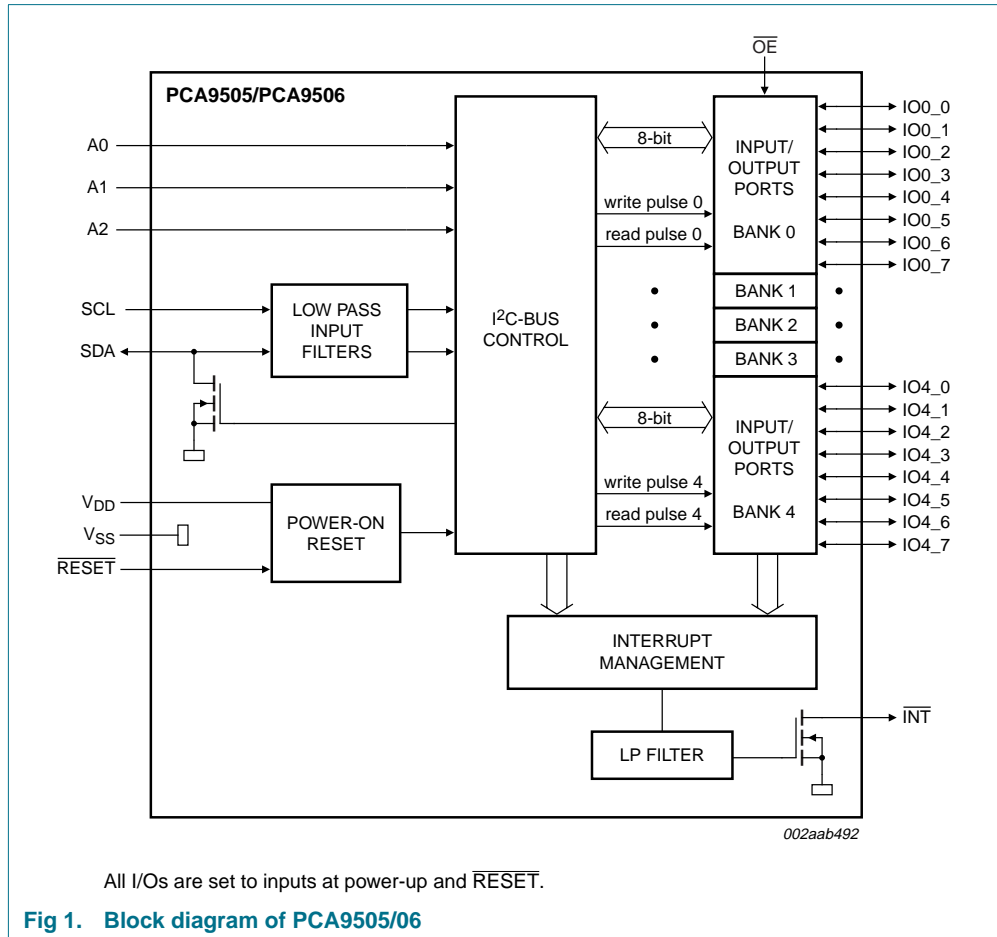 O̅E̅
PCA9505/PCA9506
A0
A1
A2
SCL
SDA
LOW PASS
INPUT
FILTERS
VDD
VSS
R̅E̅S̅E̅T̅
POWER-ON
RESET
I2C-BUS
CONTROL
8-bit
write pulse 0
read pulse 0
8-bit
write pulse 4
read pulse 4
INPUT/
OUTPUT
PORTS
BANK 0
BANK 1
BANK 2
BANK 3
INPUT/
OUTPUT
PORTS
BANK 4
IO0_0
IO0_1
IO0_2
IO0_3
IO0_4
IO0_5
IO0_6
IO0_7
IO4_0
IO4_1
IO4_2
IO4_3
IO4_4
IO4_5
IO4_6
IO4_7
INTERRUPT
MANAGEMENT
LP FILTER
I̅N̅T̅
002aab492
All I/Os are set to inputs at power-up and R̅E̅S̅E̅T̅.
Fig 1. Block diagram of PCA9505/06